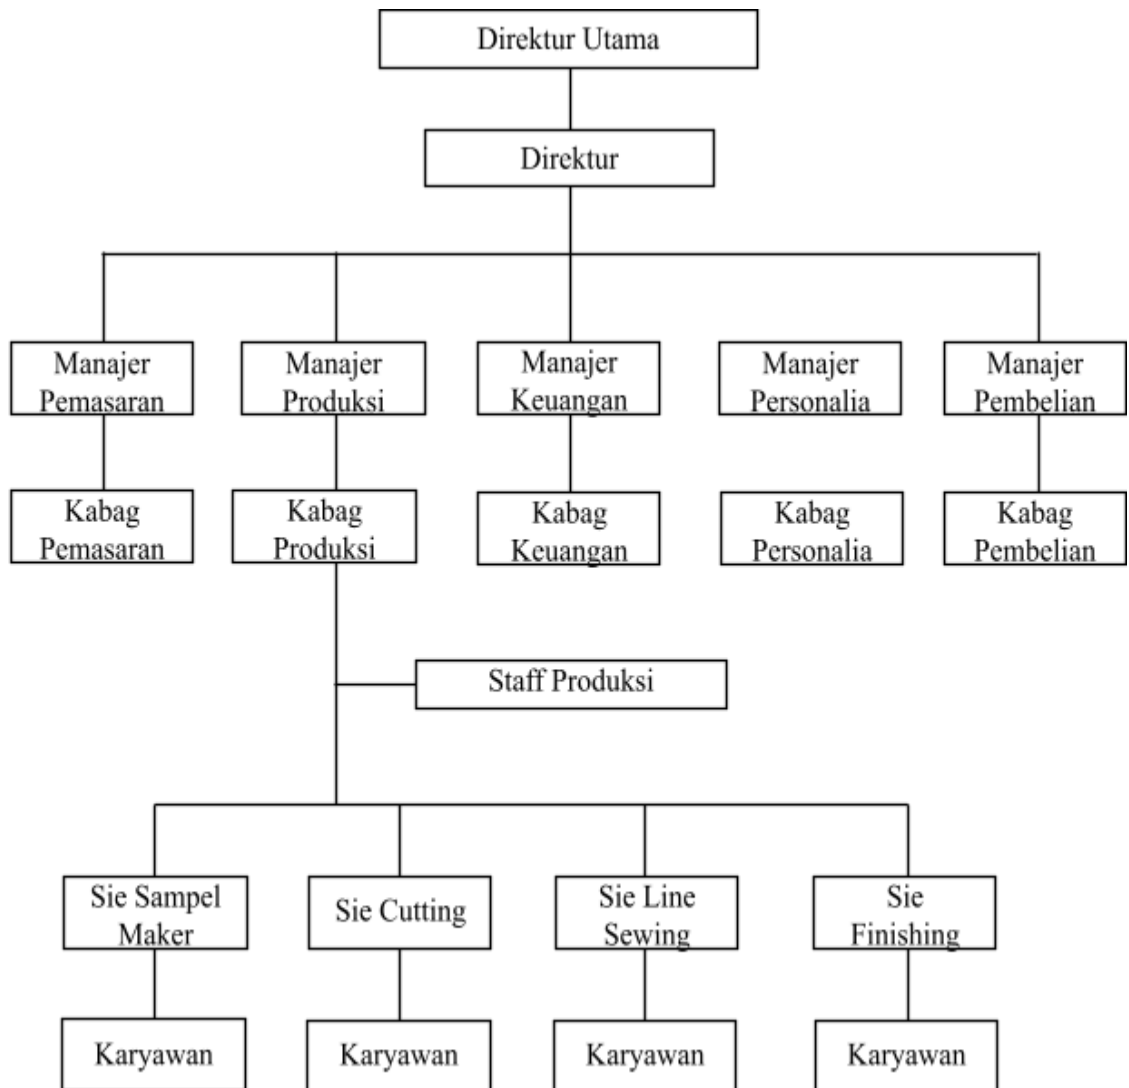 Direktur Utama
Direktur
Manajer
Pemasaran
Manajer
Produksi
Manajer
Keuangan
Manajer
Personalia
Manajer
Pembelian
Kabag
Pemasaran
Kabag
Produksi
Kabag
Keuangan
Kabag
Personalia
Kabag
Pembelian
Staff Produksi
Sie Sampel
Maker
Sie Cutting
Sie Line
Sewing
Sie
Finishing
Karyawan
Karyawan
Karyawan
Karyawan